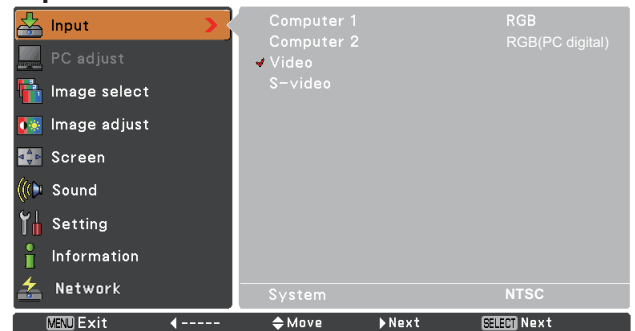 Input
PC adjust
Image select
Image adjust
Screen
Sound
Setting
Information
Network
Computer 1 RGB
Computer 2 RGB(PC digital)
Video
S-video
System NTSC
MENU Exit ----- Move Next SELECT Next